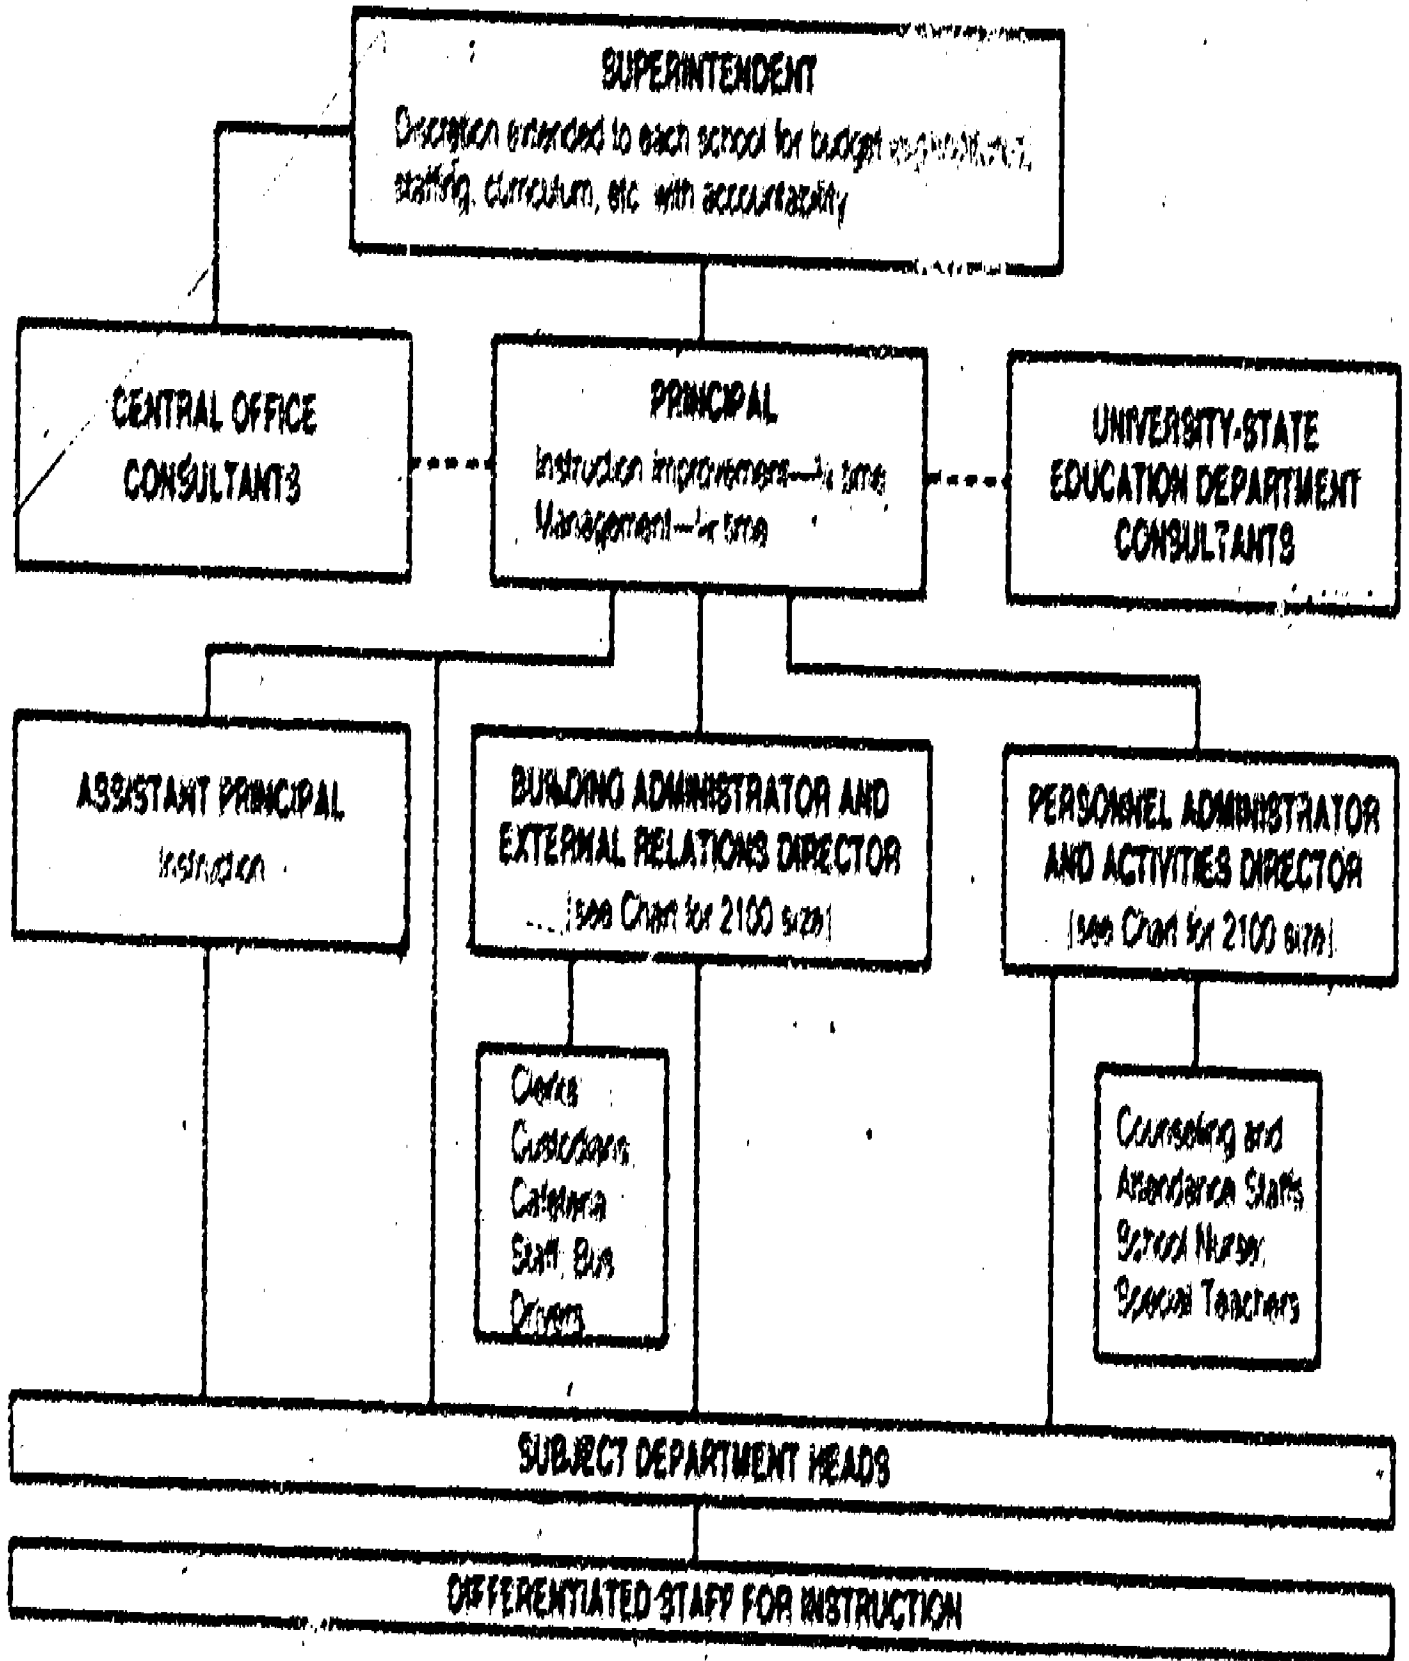 SUPERINTENDENT
Discretion extended to each school for budget
staffing, curriculum, etc. with accountability
CENTRAL OFFICE
CONSULTANTS
PRINCIPAL
Instruction improvement— time
Management— time
UNIVERSITY-STATE
EDUCATION DEPARTMENT
CONSULTANTS
ASSISTANT PRINCIPAL
Instruction
BUILDING ADMINISTRATOR AND
EXTERNAL RELATIONS DIRECTOR
(see Chart for 2100 size)
PERSONNEL ADMINISTRATOR
AND ACTIVITIES DIRECTOR
(see Chart for 2100 size)
Clerks
Custodians,
Cafeteria
Staff, Bus
Drivers
Counseling and
Attendance Staffs
School Nurse,
Special Teachers
SUBJECT DEPARTMENT HEADS
DIFFERENTIATED STAFF FOR INSTRUCTION